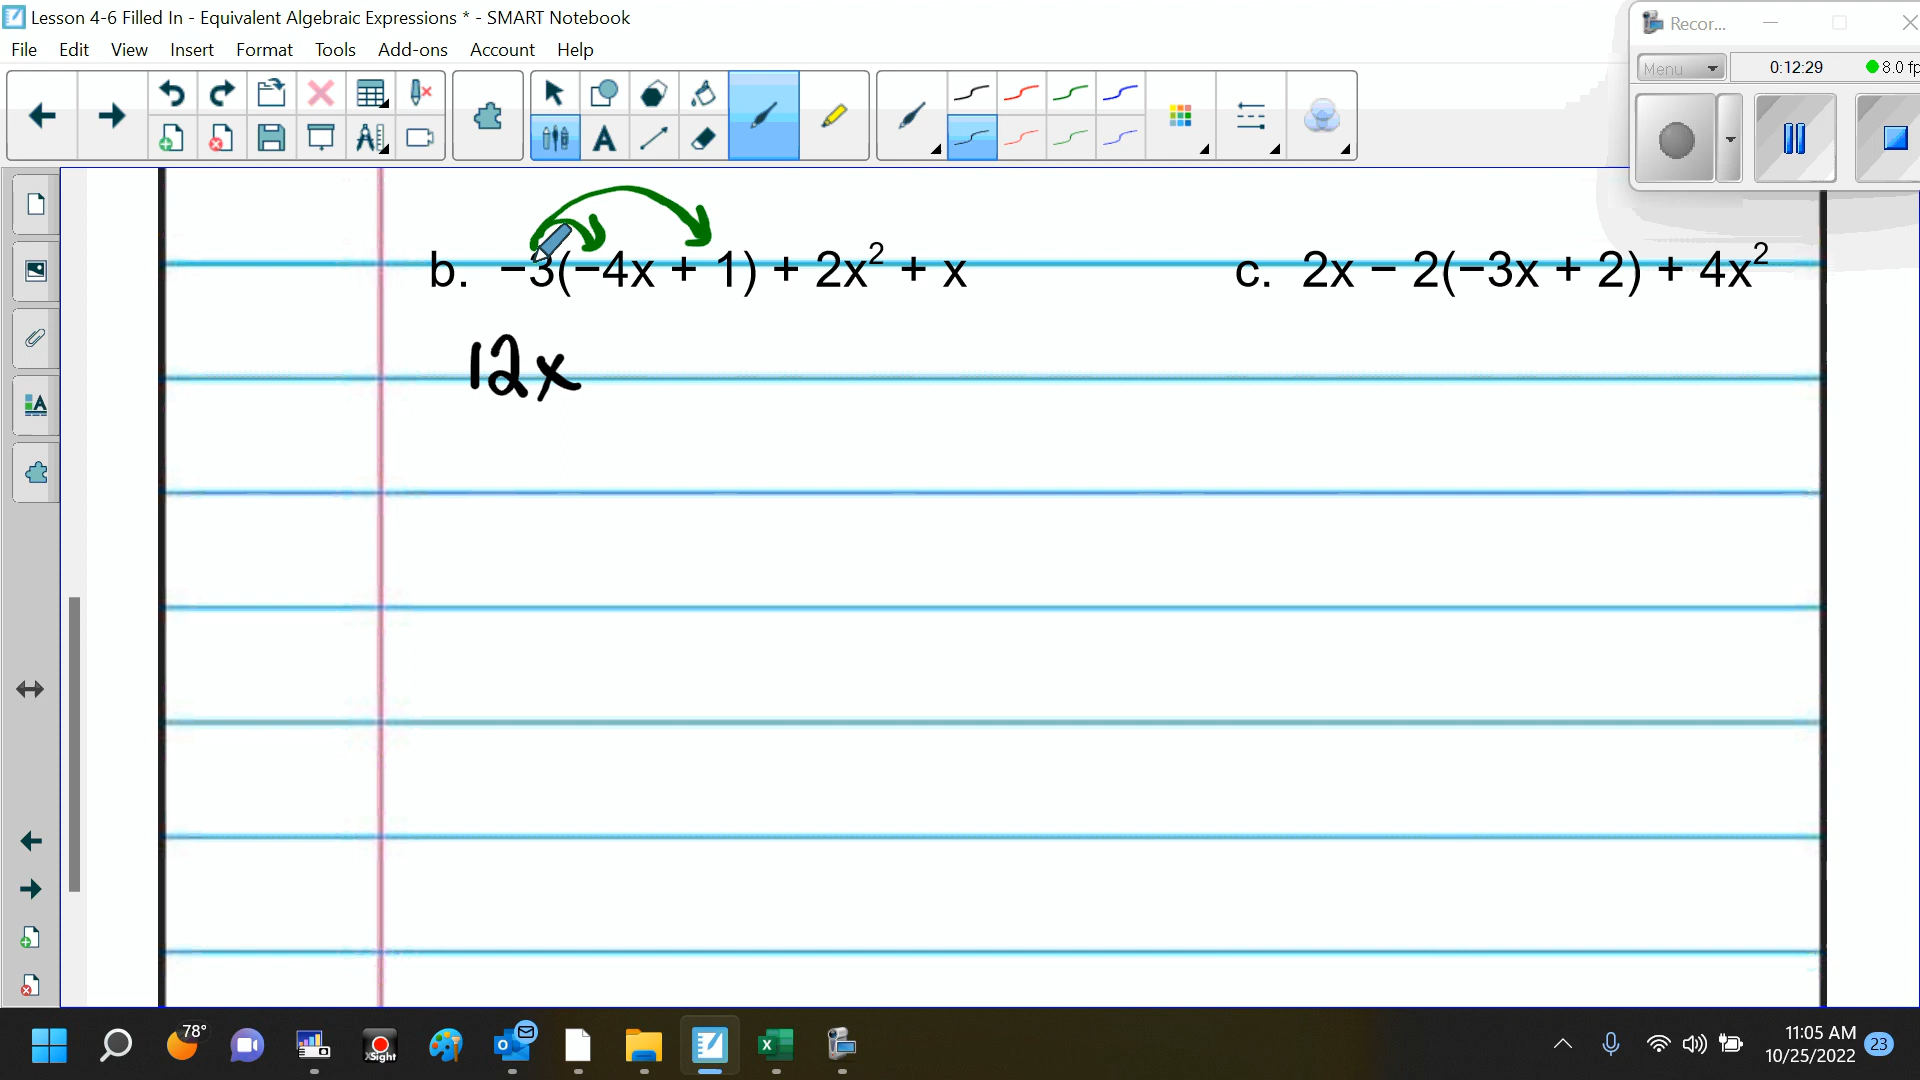 Lesson 4-6 Filled In - Equivalent Algebraic Expressions * - SMART Notebook
Recor...
File Edit View Insert Format Tools Add-ons Account Help
Menu 0:12:29 8.0 fp
b. −3(−4x + 1) + 2x² + x
c. 2x − 2(−3x + 2) + 4x²
12x
78°
XSight
11:05 AM
10/25/2022
23